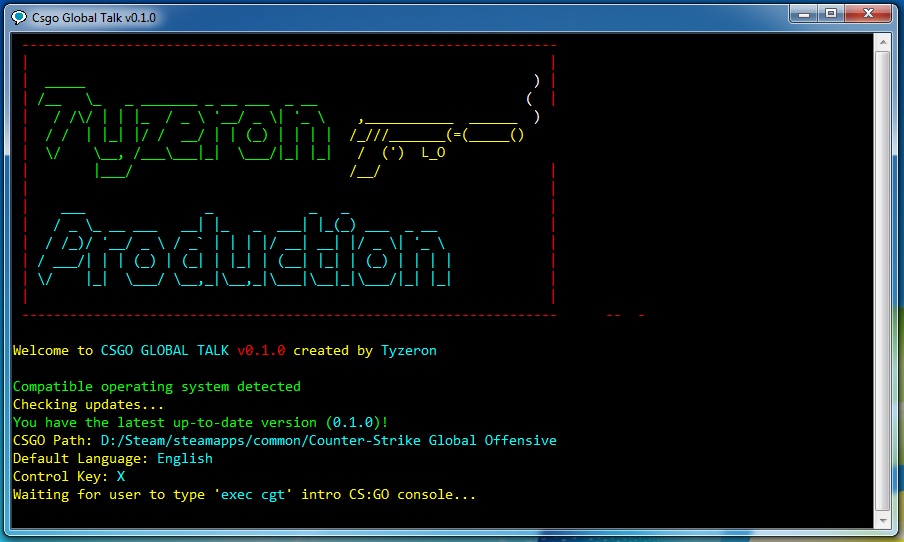 Csgo Global Talk v0.1.0
Tyzeron
Production
Welcome to CSGO GLOBAL TALK v0.1.0 created by Tyzeron
Compatible operating system detected
Checking updates...
You have the latest up-to-date version (0.1.0)!
CSGO Path: D:/Steam/steamapps/common/Counter-Strike Global Offensive
Default Language: English
Control Key: X
Waiting for user to type 'exec cgt' intro CS:GO console...